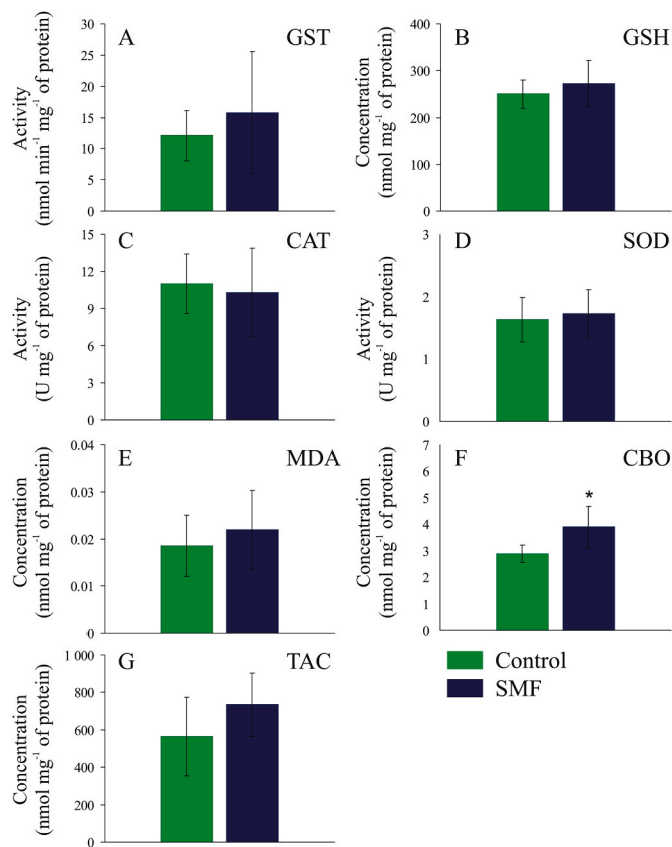 A GST
Activity
(nmol min-1 mg-1 of protein)
30
25
20
15
10
5
0
B GSH
Concentration
(nmol mg-1 of protein)
400
300
200
100
0
C CAT
Activity
(U mg-1 of protein)
15
12
9
6
3
0
D SOD
Activity
(U mg-1 of protein)
3
2
1
0
E MDA
Concentration
(nmol mg-1 of protein)
0.04
0.03
0.02
0.01
0
F CBO
Concentration
(nmol mg-1 of protein)
7
6
5
4
3
2
1
0
*
G TAC
Concentration
(nmol mg-1 of protein)
1 000
800
600
400
200
0
Control
SMF